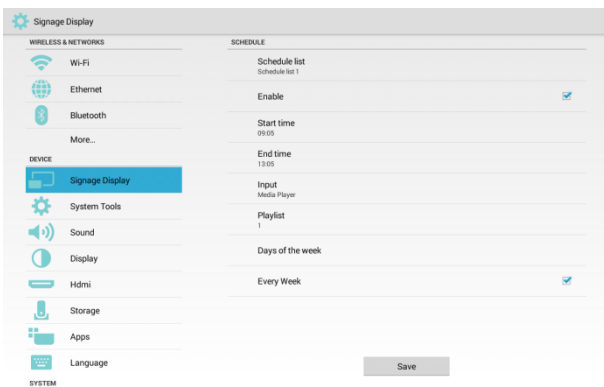 Signage Display
WIRELESS & NETWORKS
Wi-Fi
Ethernet
Bluetooth
More...
DEVICE
Signage Display
System Tools
Sound
Display
Hdmi
Storage
Apps
Language
SYSTEM
SCHEDULE
Schedule list
Schedule list 1
Enable
Start time
09:05
End time
13:05
Input
Media Player
Playlist
1
Days of the week
Every Week
Save